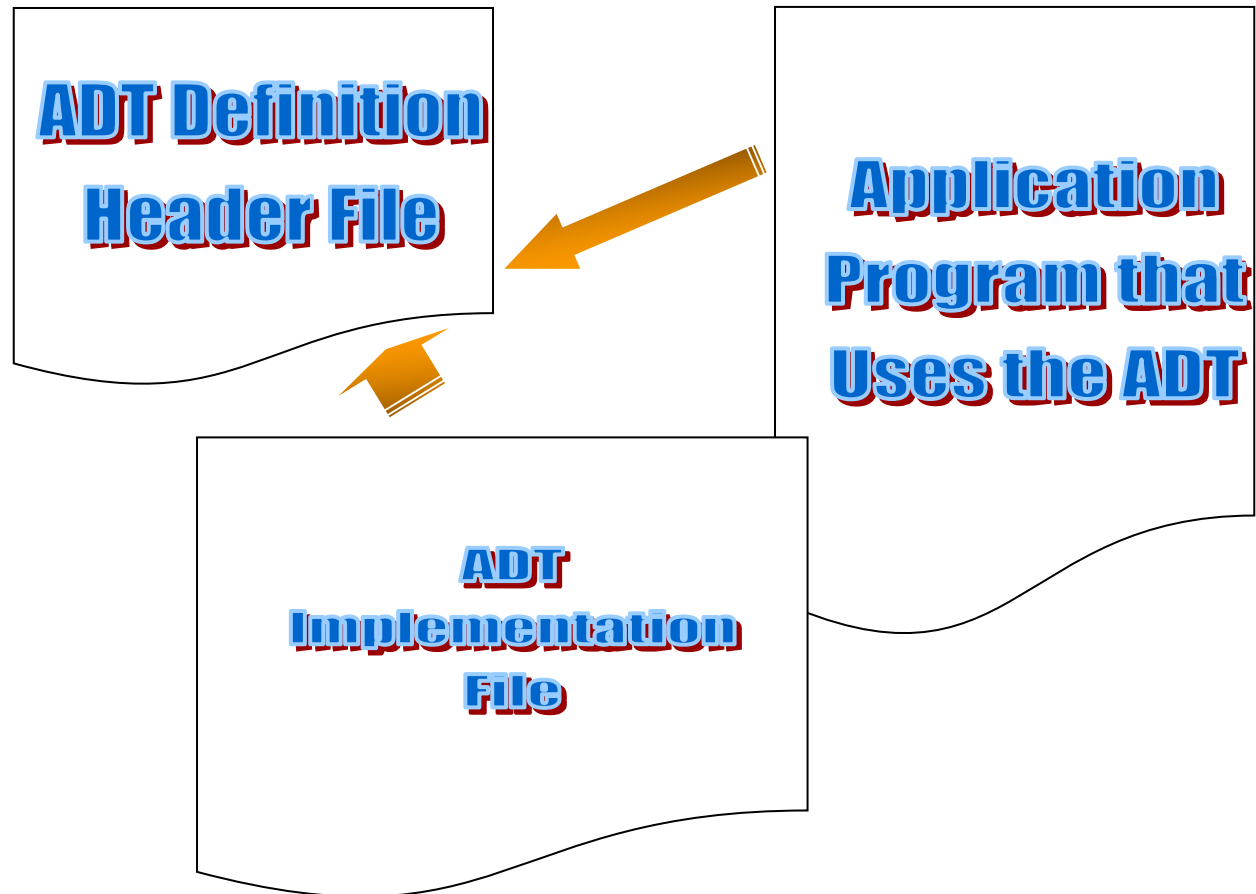 ADT Definition
Header File
Application
Program that
Uses the ADT
ADT
Implementation
File